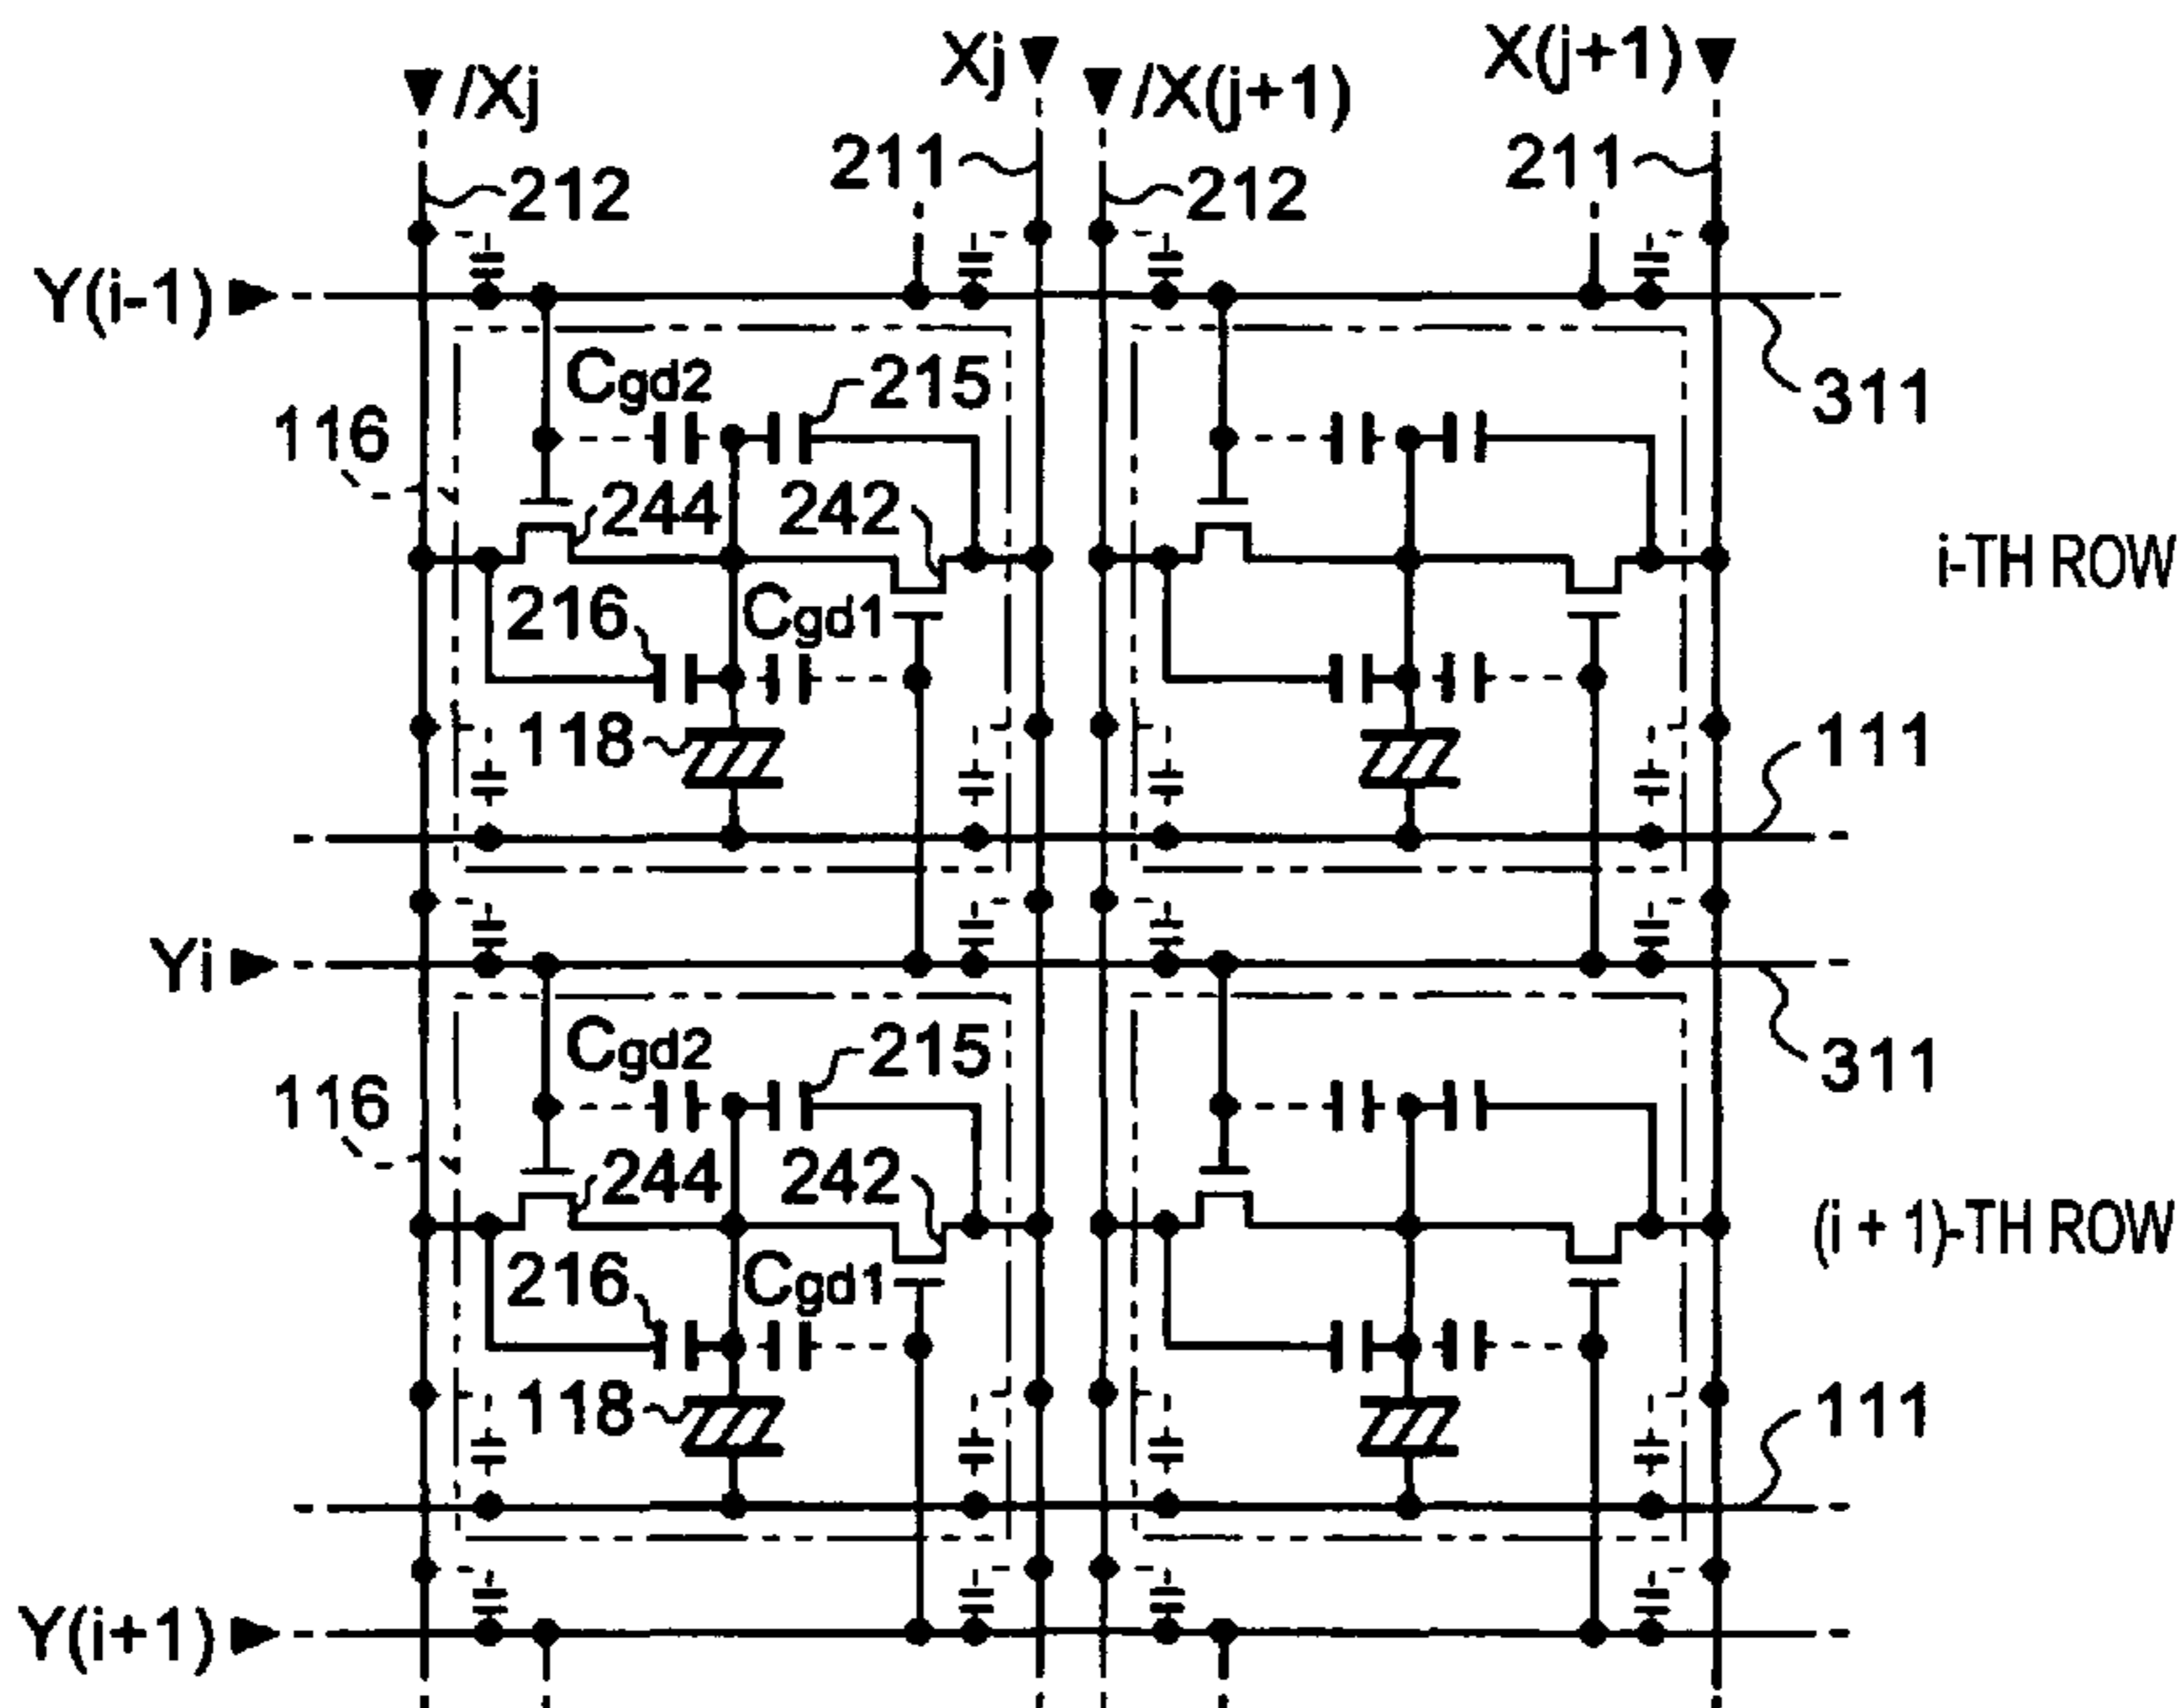 /Xj Xj /X(j+1) X(j+1)
212 211 212 211
Y(i-1)
Cgd2 215 311
116
244 242
i-TH ROW
216 Cgd1
118 111
Yi
Cgd2 215 311
116
244 242
(i + 1)-TH ROW
216 Cgd1
118 111
Y(i+1)